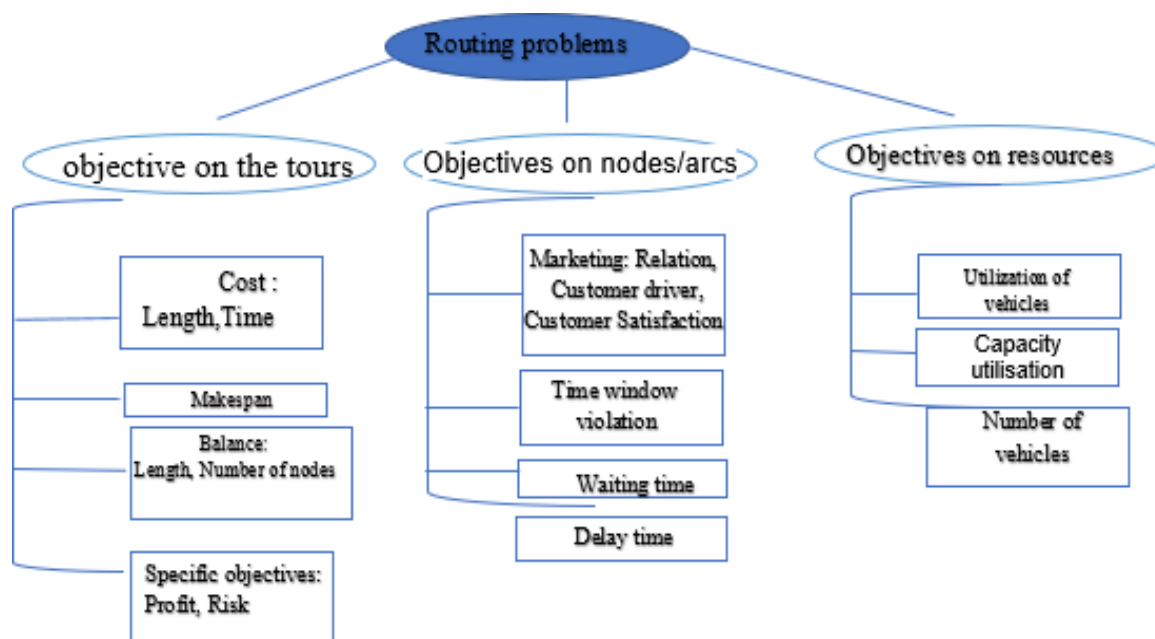 Routing problems
objective on the tours
Objectives on nodes/arcs
Objectives on resources
Cost :
Length,Time
Makespan
Balance:
Length, Number of nodes
Specific objectives:
Profit, Risk
Marketing: Relation,
Customer driver,
Customer Satisfaction
Time window
violation
Waiting time
Delay time
Utilization of
vehicles
Capacity
utilisation
Number of
vehicles